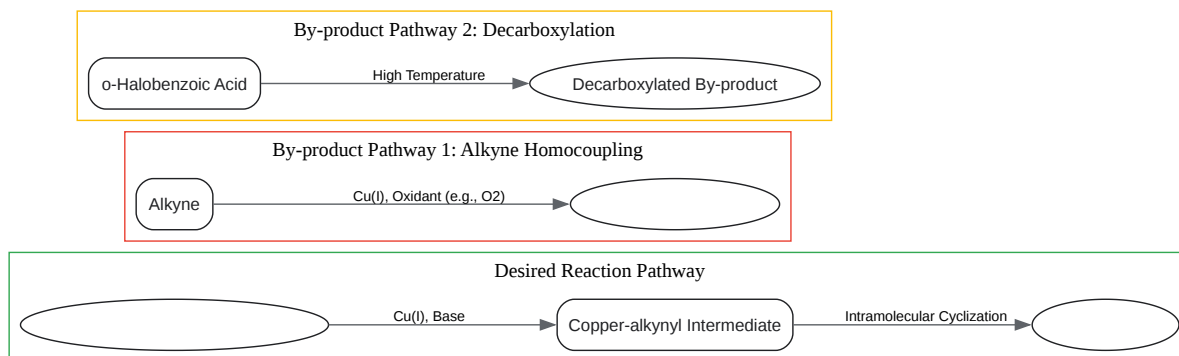 By-product Pathway 2: Decarboxylation
o-Halobenzoic Acid
High Temperature
Decarboxylated By-product
By-product Pathway 1: Alkyne Homocoupling
Alkyne
Cu(I), Oxidant (e.g., O2)
Desired Reaction Pathway
Cu(I), Base
Copper-alkynyl Intermediate
Intramolecular Cyclization